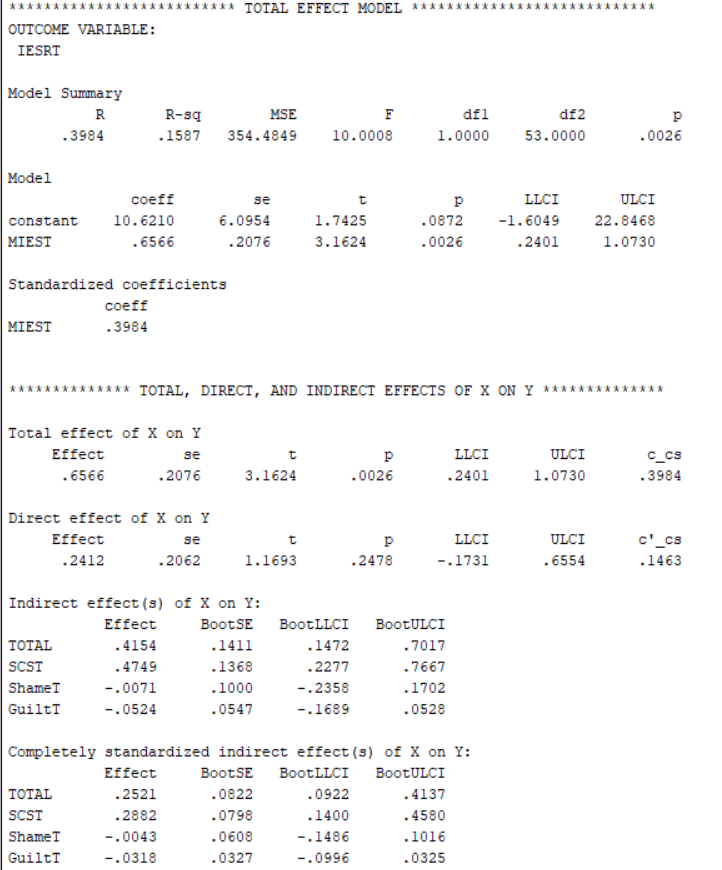 ************************** TOTAL EFFECT MODEL ****************************
OUTCOME VARIABLE:
IESRT
Model Summary
R R-sq MSE F df1 df2 p
.3984 .1587 354.4849 10.0008 1.0000 53.0000 .0026
Model
coeff se t p LLCI ULCI
constant 10.6210 6.0954 1.7425 .0872 -1.6049 22.8468
MIEST .6566 .2076 3.1624 .0026 .2401 1.0730
Standardized coefficients
coeff
MIEST .3984
************** TOTAL, DIRECT, AND INDIRECT EFFECTS OF X ON Y **************
Total effect of X on Y
Effect se t p LLCI ULCI c_cs
.6566 .2076 3.1624 .0026 .2401 1.0730 .3984
Direct effect of X on Y
Effect se t p LLCI ULCI c'_cs
.2412 .2062 1.1693 .2478 -.1731 .6554 .1463
Indirect effect(s) of X on Y:
Effect BootSE BootLLCI BootULCI
TOTAL .4154 .1411 .1472 .7017
SCST .4749 .1368 .2277 .7667
ShameT -.0071 .1000 -.2358 .1702
GuiltT -.0524 .0547 -.1689 .0528
Completely standardized indirect effect(s) of X on Y:
Effect BootSE BootLLCI BootULCI
TOTAL .2521 .0822 .0922 .4137
SCST .2882 .0798 .1400 .4580
ShameT -.0043 .0608 -.1486 .1016
GuiltT -.0318 .0327 -.0996 .0325